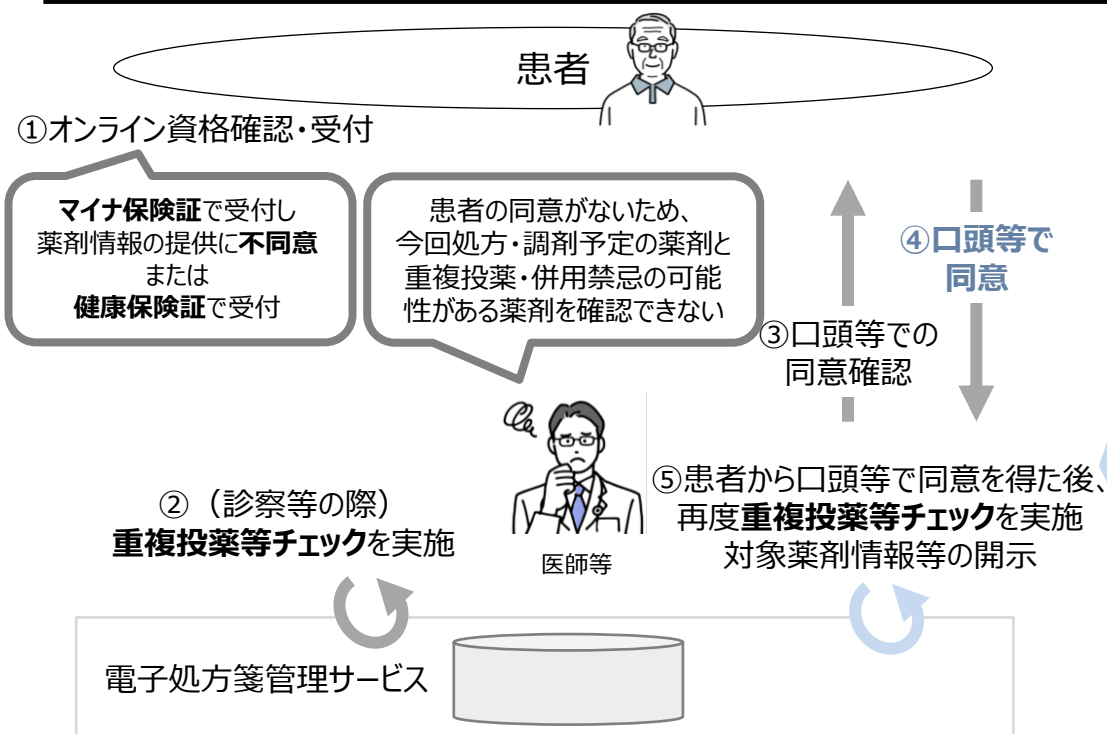 患者
①オンライン資格確認・受付
マイナ保険証で受付し
薬剤情報の提供に不同意
または
健康保険証で受付
患者の同意がないため、
今回処方・調剤予定の薬剤と
重複投薬・併用禁忌の可能
性がある薬剤を確認できない
④口頭等で
同意
③口頭等での
同意確認
②（診察等の際）
重複投薬等チェックを実施
医師等
⑤患者から口頭等で同意を得た後、
再度重複投薬等チェックを実施
対象薬剤情報等の開示
電子処方箋管理サービス